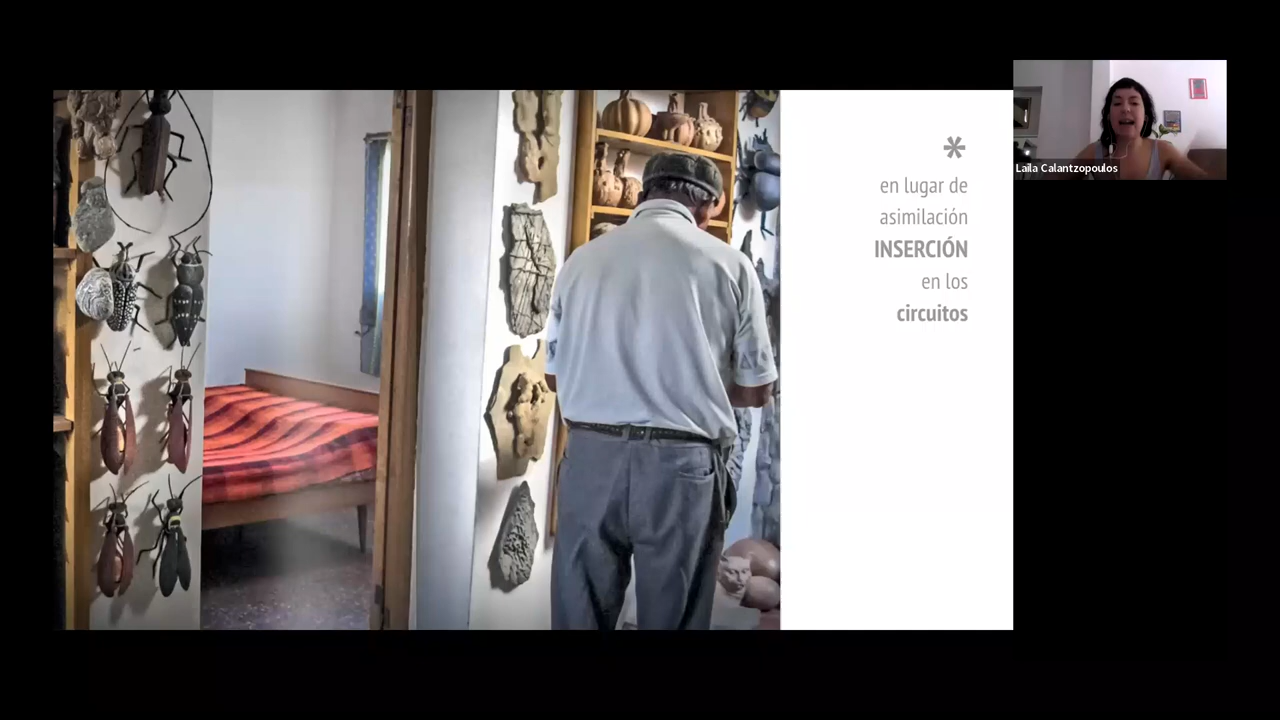 *
en lugar de
asimilación
INSERCIÓN
en los
circuitos
Laila Calantzopoulos